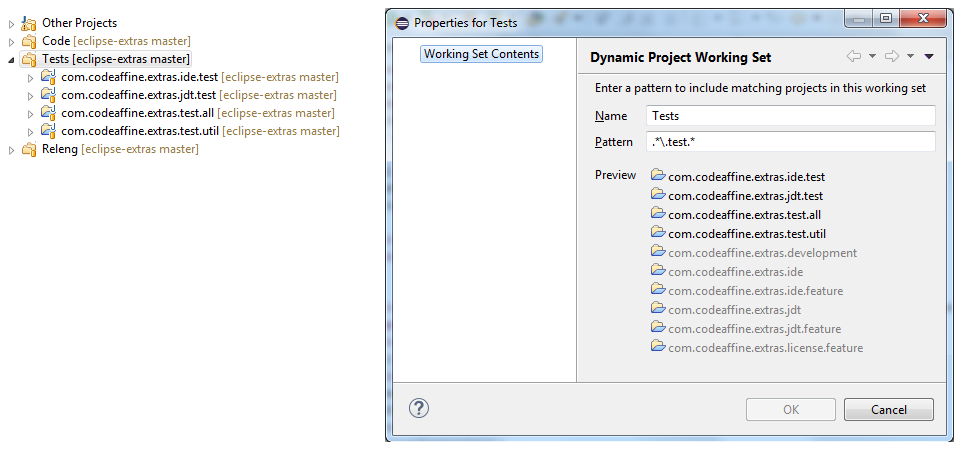 Other Projects
Code [eclipse-extras master]
Tests [eclipse-extras master]
com.codeaffine.extras.ide.test [eclipse-extras master]
com.codeaffine.extras.jdt.test [eclipse-extras master]
com.codeaffine.extras.test.all [eclipse-extras master]
com.codeaffine.extras.test.util [eclipse-extras master]
Releng [eclipse-extras master]
Properties for Tests
Working Set Contents
Dynamic Project Working Set
Enter a pattern to include matching projects in this working set
Name Tests
Pattern .*\.test.*
Preview
com.codeaffine.extras.ide.test
com.codeaffine.extras.jdt.test
com.codeaffine.extras.test.all
com.codeaffine.extras.test.util
com.codeaffine.extras.development
com.codeaffine.extras.ide
com.codeaffine.extras.ide.feature
com.codeaffine.extras.jdt
com.codeaffine.extras.jdt.feature
com.codeaffine.extras.license.feature
?
OK Cancel